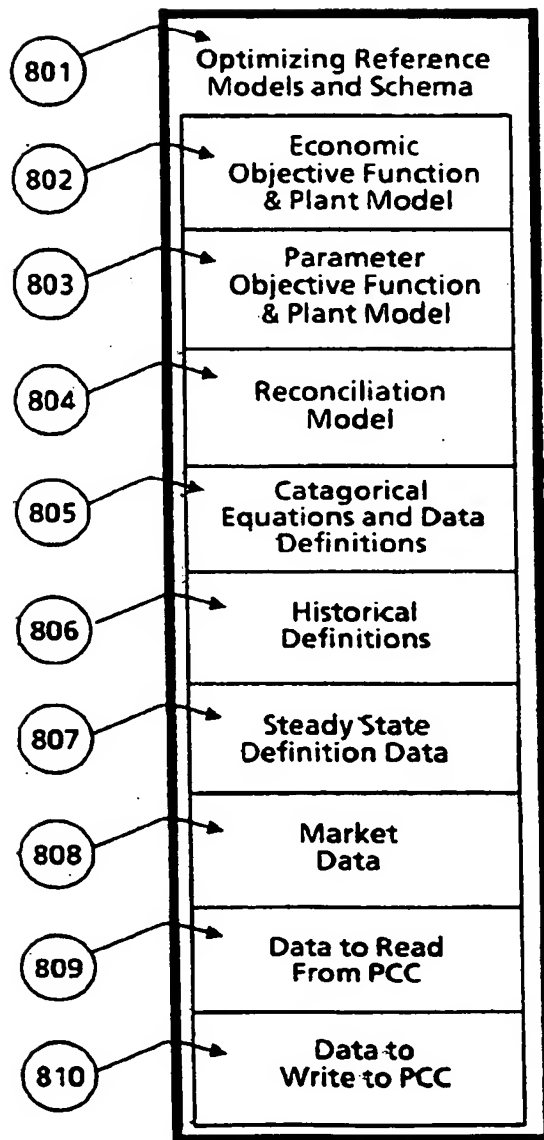 801
Optimizing Reference
Models and Schema
802
Economic
Objective Function
& Plant Model
803
Parameter
Objective Function
& Plant Model
804
Reconciliation
Model
805
Catagorical
Equations and Data
Definitions
806
Historical
Definitions
807
Steady State
Definition Data
808
Market
Data
809
Data to Read
From PCC
810
Data to
Write to PCC